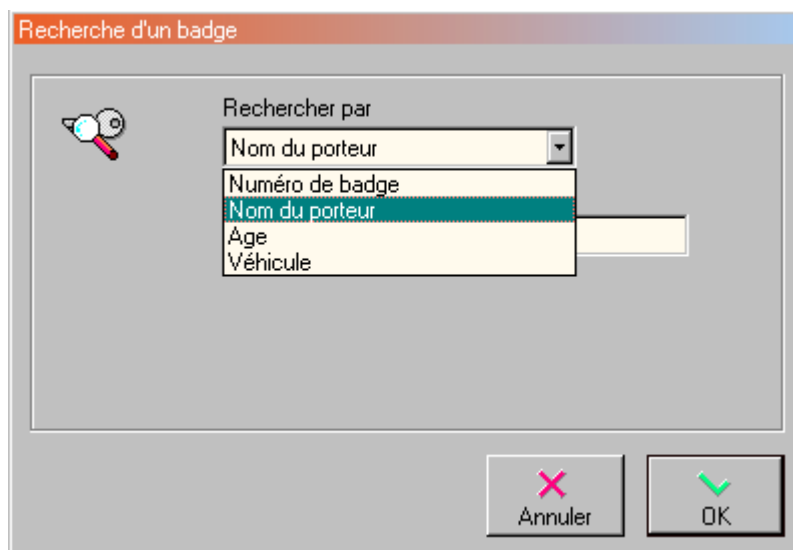 Recherche d'un badge
Rechercher par
Nom du porteur
Numéro de badge
Nom du porteur
Age
Véhicule
Annuler
OK